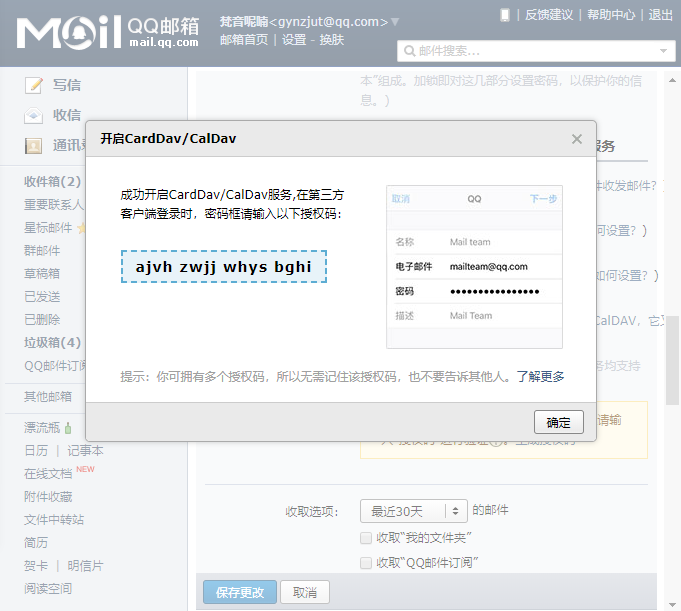 Mail QQ邮箱
mail.qq.com
梵音呢喃<gynzjut@qq.com>
邮箱首页 | 设置 - 换肤
| 反馈建议 | 帮助中心 | 退出
邮件搜索...
写信
收信
通讯录
收件箱(2)
重要联系人
星标邮件
群邮件
草稿箱
已发送
已删除
垃圾箱(4)
QQ邮件订阅
其他邮箱
漂流瓶
日历 | 记事本
在线文档 NEW
附件收藏
文件中转站
简历
贺卡 | 明信片
阅读空间
本”组成。加锁即对这几部分设置密码，以保护你的信
息。）
开启CardDav/CalDav
成功开启CardDav/CalDav服务,在第三方
客户端登录时，密码框请输入以下授权码：
ajvh zwjj whys bghi
取消 QQ 下一步
名称 Mail team
电子邮件 mailteam@qq.com
密码 ●●●●●●●●●●●●●●●
描述 Mail Team
提示：你可拥有多个授权码，所以无需记住该授权码，也不要告诉其他人。了解更多
确定
服务
件收发邮件？）
何设置？）
如何设置？）
CalDAV，它又
务均支持
请输
收取选项：
最近30天 的邮件
收取“我的文件夹”
收取“QQ邮件订阅”
保存更改 取消